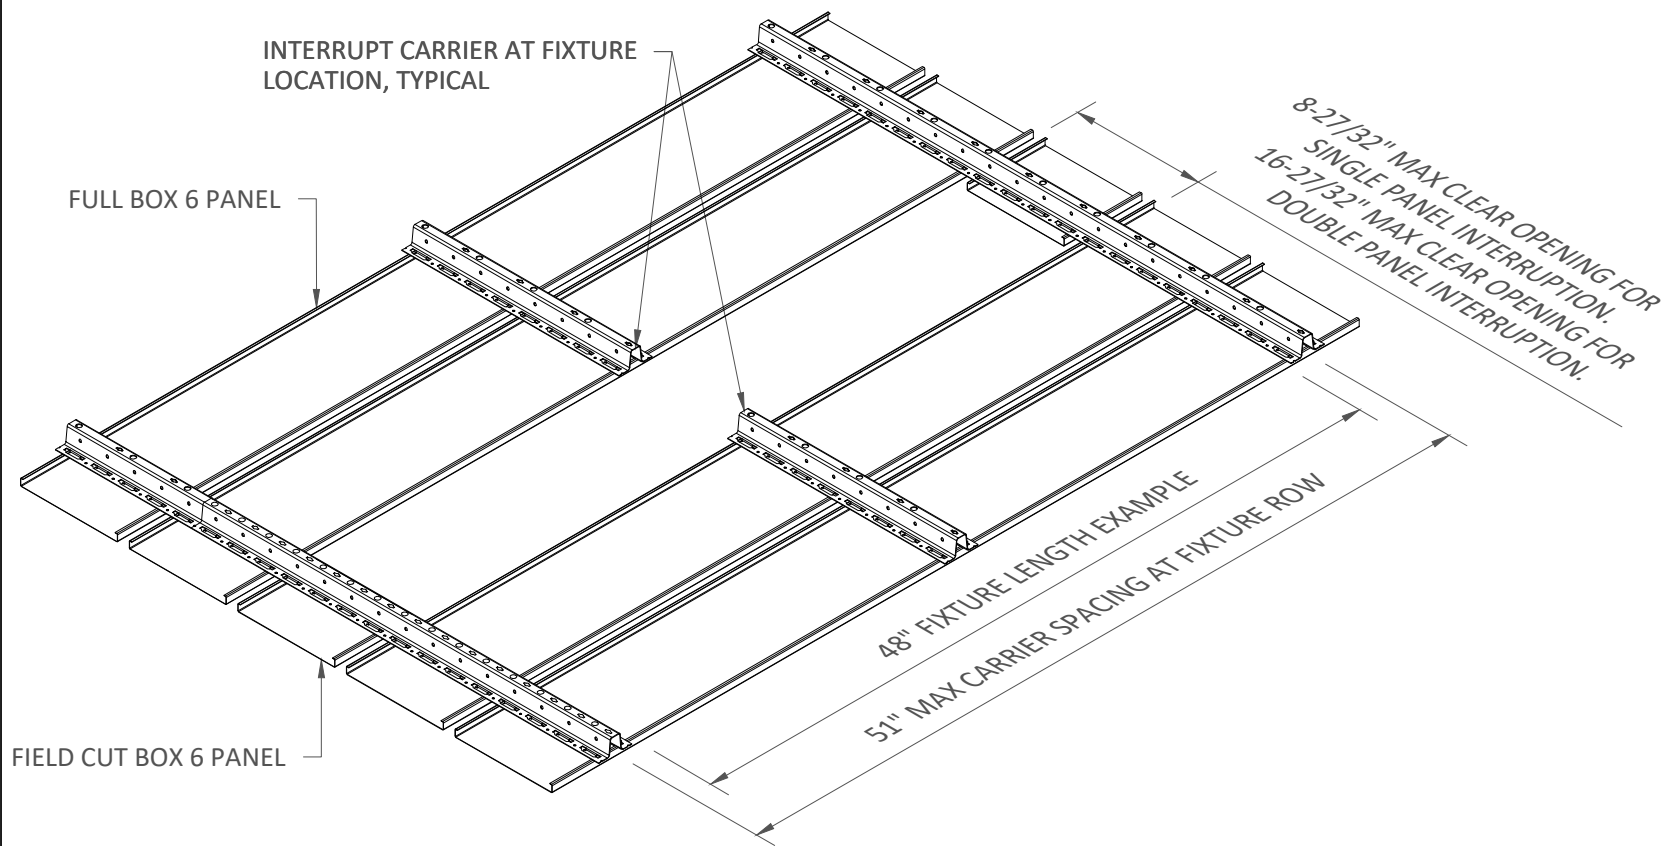 INTERRUPT CARRIER AT FIXTURE
LOCATION, TYPICAL
FULL BOX 6 PANEL
8-27/32" MAX CLEAR OPENING FOR
SINGLE PANEL INTERRUPTION.
16-27/32" MAX CLEAR OPENING FOR
DOUBLE PANEL INTERRUPTION.
48" FIXTURE LENGTH EXAMPLE
51" MAX CARRIER SPACING AT FIXTURE ROW
FIELD CUT BOX 6 PANEL